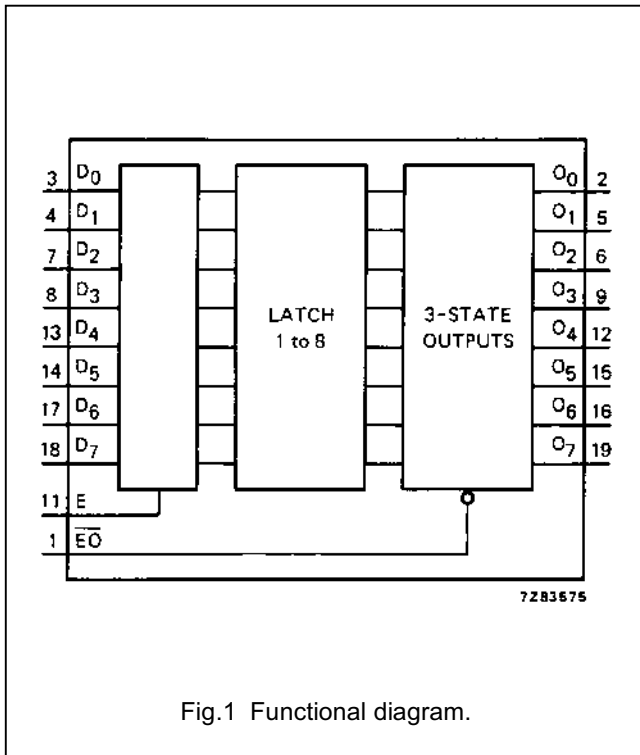 3 D0 O0 2
4 D1 O1 5
7 D2 O2 6
8 D3 O3 9
LATCH 3-STATE
13 D4 O4 12
1 to 8 OUTPUTS
14 D5 O5 15
17 D6 O6 16
18 D7 O7 19
11 E
1 EO
7Z83575
Fig.1 Functional diagram.